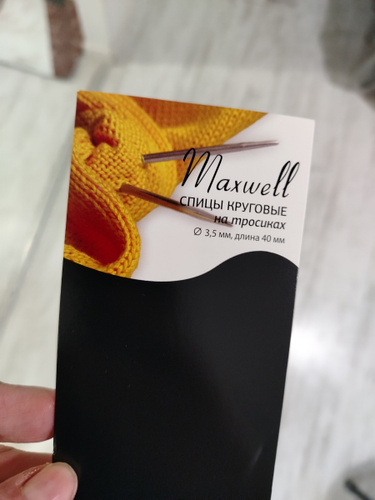 Maxwell
СПИЦЫ КРУГОВЫЕ
на тросиках
∅ 3,5 мм, длина 40 мм